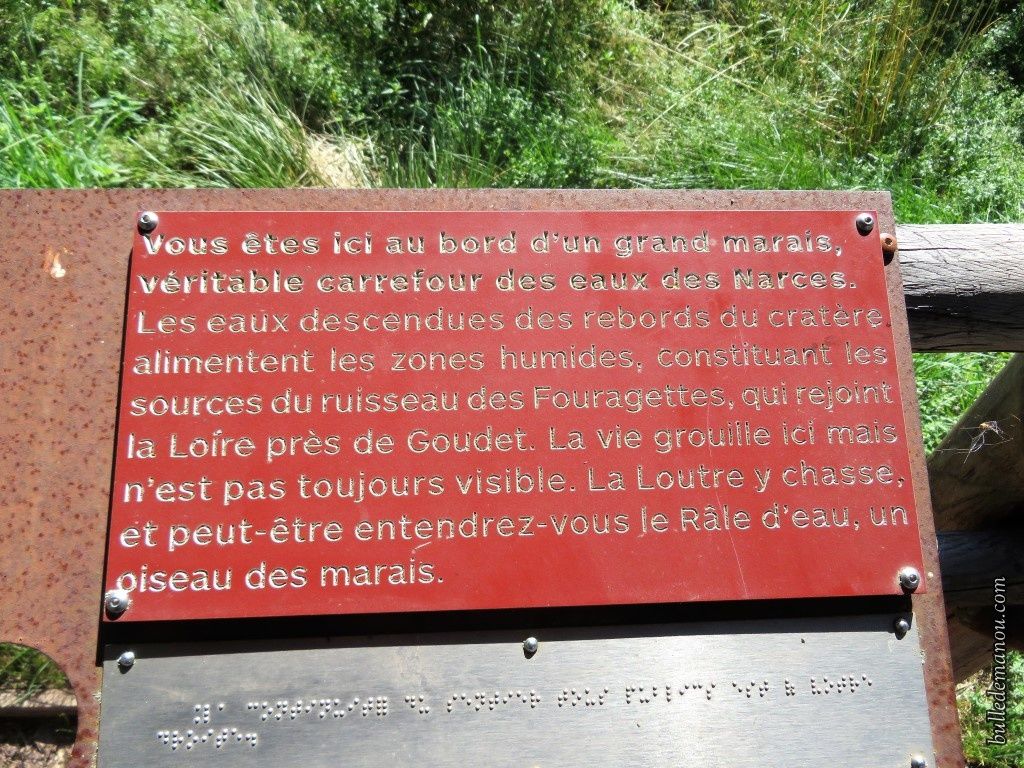 Vous êtes ici au bord d'un grand marais,
véritable carrefour des eaux des Narces.
Les eaux descendues des rebords du cratère
alimentent les zones humides, constituant les
sources du ruisseau des Fouragettes, qui rejoint
la Loire près de Goudet. La vie grouille ici mais
n'est pas toujours visible. La Loutre y chasse,
et peut-être entendrez-vous le Râle d'eau, un
oiseau des marais.
bulledemanou.com